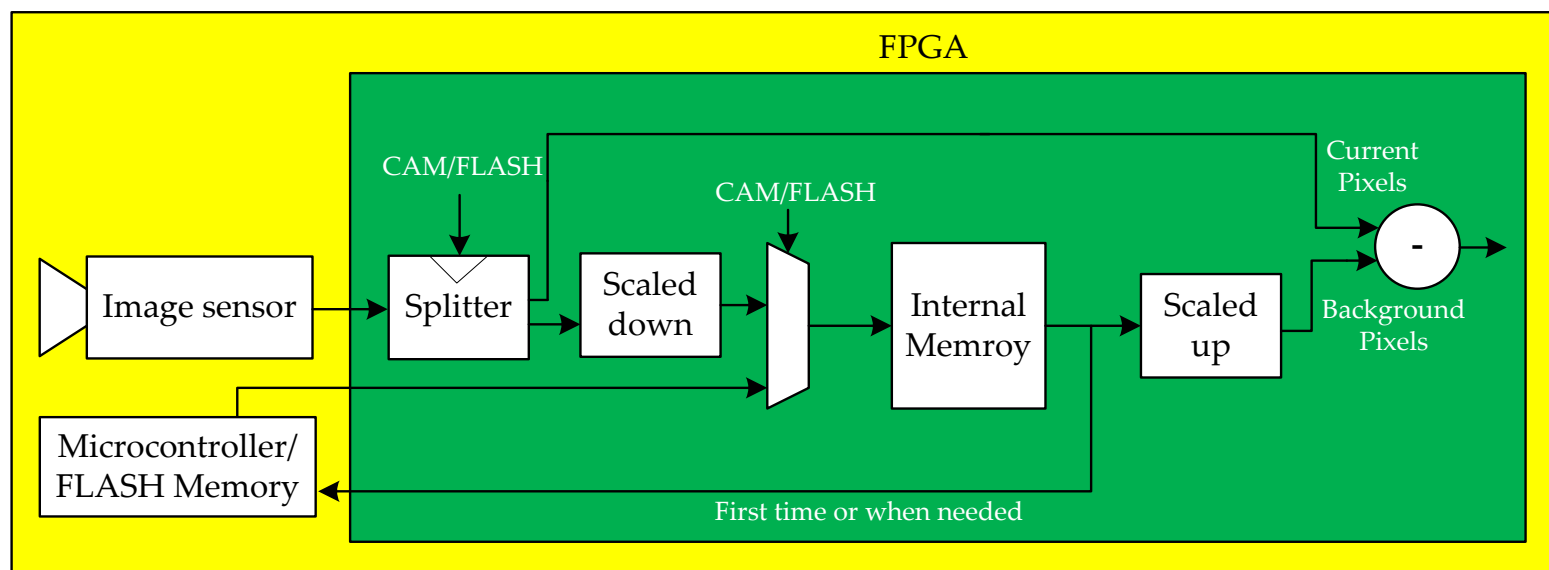 FPGA
CAM/FLASH
CAM/FLASH
Current
Pixels
Image sensor
Splitter
Scaled
down
Internal
Memroy
Scaled
up
-
Background
Pixels
Microcontroller/
FLASH Memory
First time or when needed